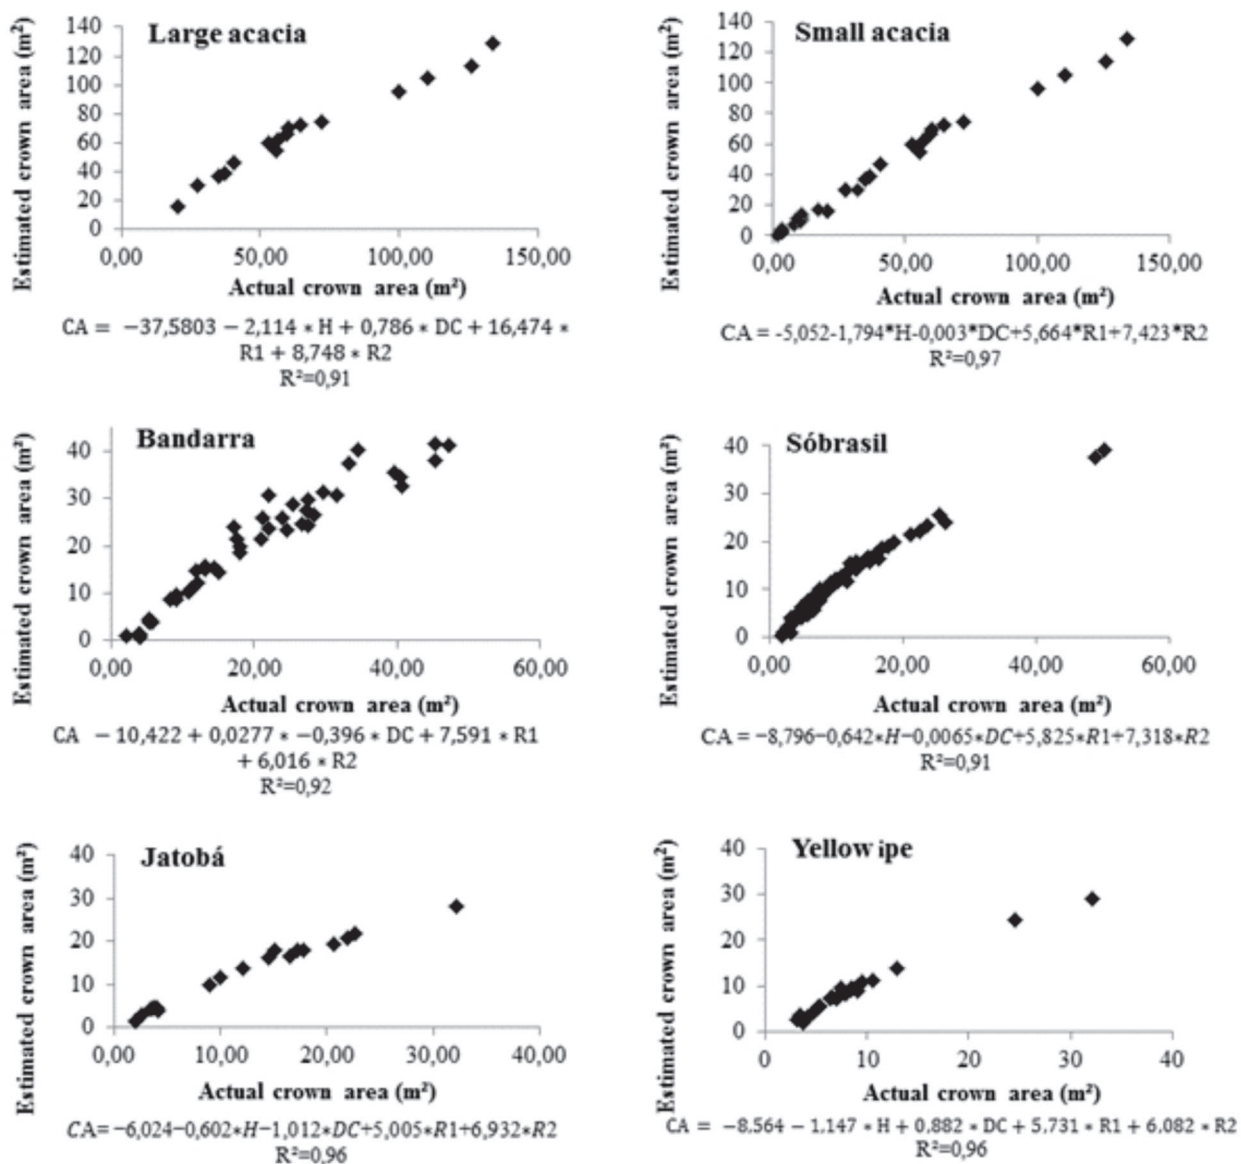 Large acacia
Estimated crown area (m²)
140
120
100
80
60
40
20
0
0,00 50,00 100,00 150,00
Actual crown area (m²)
CA = −37,5803 − 2,114 ∗ H + 0,786 ∗ DC + 16,474 ∗
R1 + 8,748 ∗ R2
R²=0,91
Small acacia
Estimated crown area (m²)
140
120
100
80
60
40
20
0
0,00 50,00 100,00 150,00
Actual crown area (m²)
CA = -5,052-1,794*H-0,003*DC+5,664*R1+7,423*R2
R²=0,97
Bandarra
Estimated crown area (m²)
40
30
20
10
0
0,00 20,00 40,00 60,00
Actual crown area (m²)
CA − 10,422 + 0,0277 ∗ −0,396 ∗ DC + 7,591 ∗ R1
+ 6,016 ∗ R2
R²=0,92
Sóbrasil
Estimated crown area (m²)
40
30
20
10
0
0,00 20,00 40,00 60,00
Actual crown area (m²)
CA = −8,796−0,642∗H−0,0065∗DC+5,825∗R1+7,318∗R2
R²=0,91
Jatobá
Estimated crown area (m²)
40
30
20
10
0
0,00 10,00 20,00 30,00 40,00
Actual crown area (m²)
CA= −6,024−0,602∗H−1,012∗DC+5,005∗R1+6,932∗R2
R²=0,96
Yellow ipe
Estimated crown area (m²)
40
30
20
10
0
0 10 20 30 40
Actual crown area (m²)
CA = −8.564 − 1.147 ∗ H + 0.882 ∗ DC + 5.731 ∗ R1 + 6.082 ∗ R2
R²=0,96